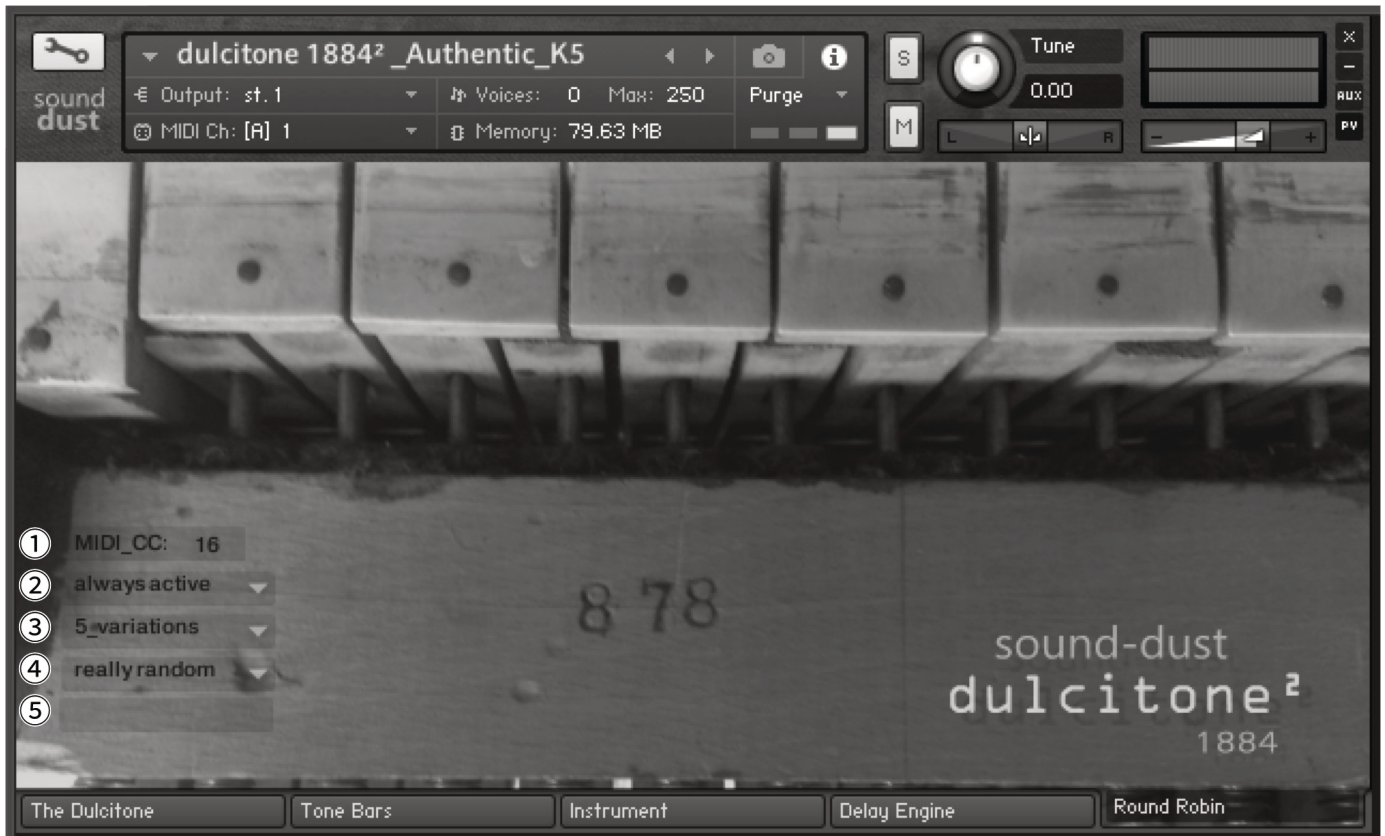 dulcitone 1884² _Authentic_K5
i
S
Tune
×
sound
dust
Output: st. 1
Voices: 0 Max: 250
Purge
0.00
AUX
MIDI Ch: [A] 1
Memory: 79.63 MB
M
L
R
−
+
PV
① MIDI_CC: 16
② always active
③ 5_variations
④ really random
⑤
8 78
sound-dust
dulcitone²
1884
The Dulcitone
Tone Bars
Instrument
Delay Engine
Round Robin